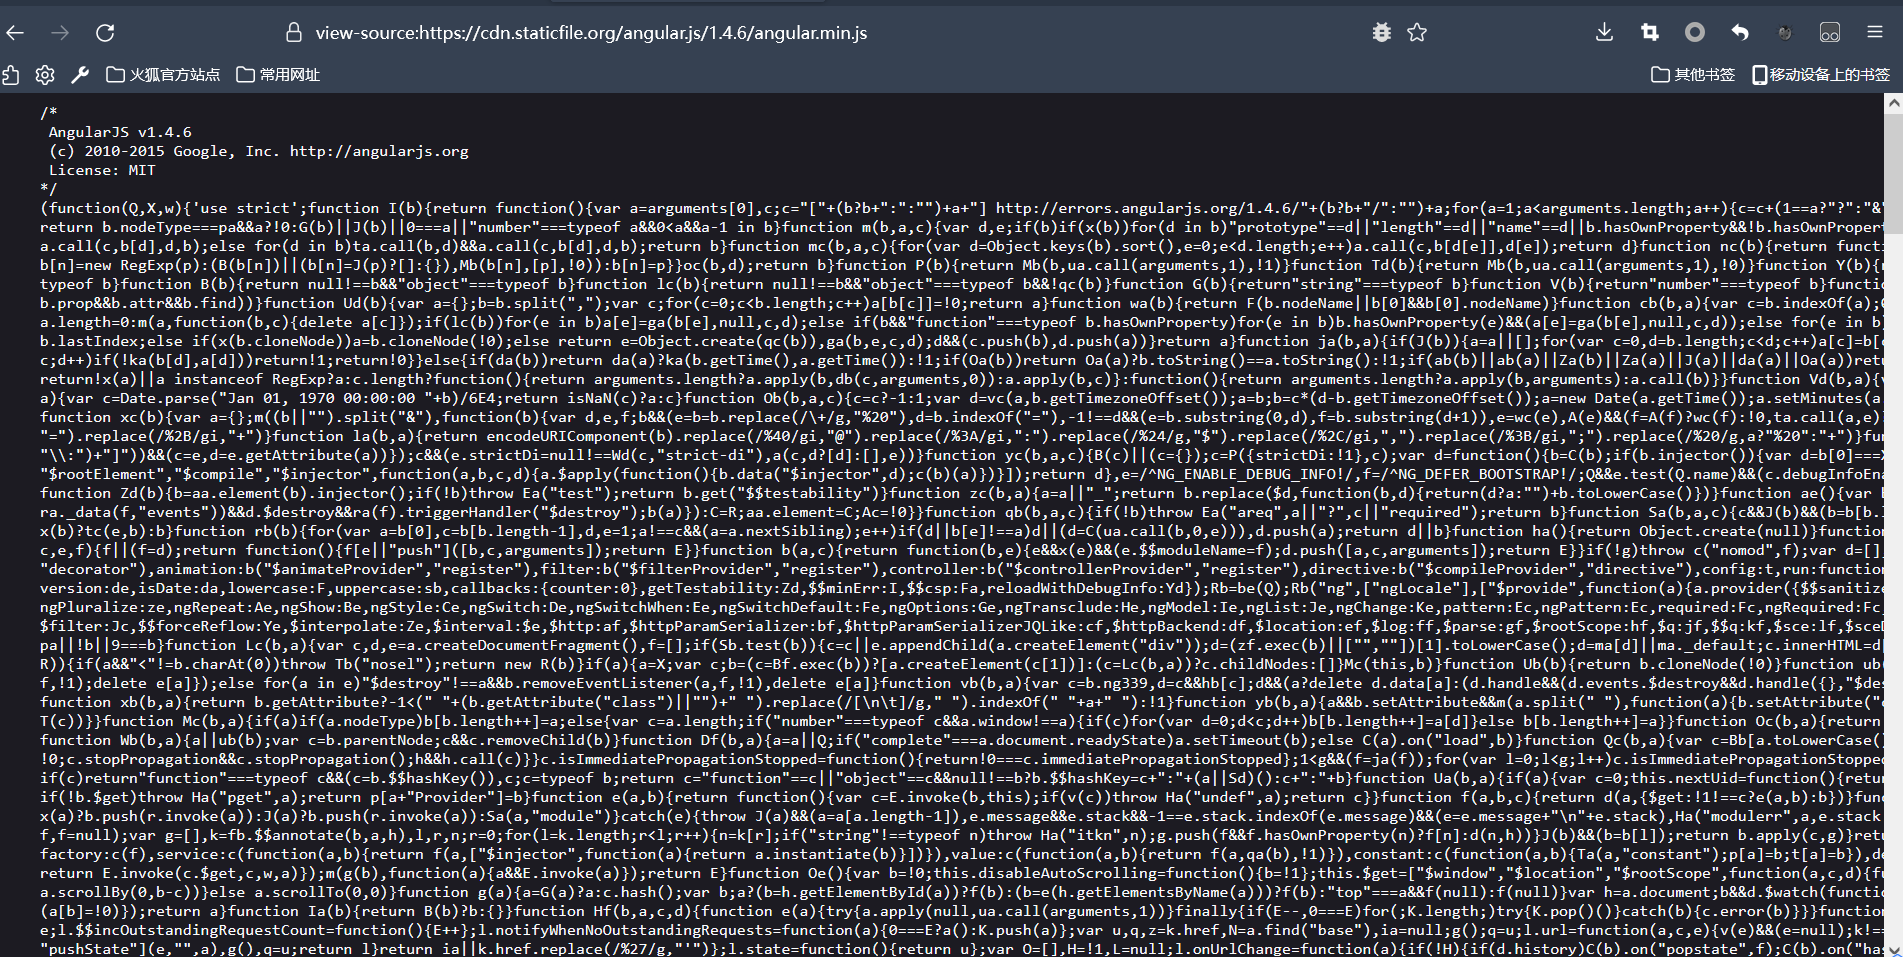 view-source:https://cdn.staticfile.org/angular.js/1.4.6/angular.min.js
火狐官方站点 常用网址 其他书签 移动设备上的书签
/*
AngularJS v1.4.6
(c) 2010-2015 Google, Inc. http://angularjs.org
License: MIT
*/
(function(Q,X,w){'use strict';function I(b){return function(){var a=arguments[0],c;c="["+(b?b+":":"")+a+"] http://errors.angularjs.org/1.4.6/"+(b?b+"/":"")+a;for(a=1;a<arguments.length;a++){c=c+(1==a?"?":"&"
return b.nodeType===pa&&a?!0:G(b)||J(b)||0===a||"number"===typeof a&&0<a&&a-1 in b}function m(b,a,c){var d,e;if(b)if(x(b))for(d in b)"prototype"==d||"length"==d||"name"==d||b.hasOwnProperty&&!b.hasOwnPropert
a.call(c,b[d],d,b);else for(d in b)ta.call(b,d)&&a.call(c,b[d],d,b);return b}function mc(b,a,c){for(var d=Object.keys(b).sort(),e=0;e<d.length;e++)a.call(c,b[d[e]],d[e]);return d}function nc(b){return functi
b[n]=new RegExp(p):(B(b[n])||(b[n]=J(p)?[]:{}),Mb(b[n],[p],!0)):b[n]=p}}oc(b,d);return b}function P(b){return Mb(b,ua.call(arguments,1),!1)}function Td(b){return Mb(b,ua.call(arguments,1),!0)}function Y(b){r
typeof b}function B(b){return null!==b&&"object"===typeof b}function lc(b){return null!==b&&"object"===typeof b&&!qc(b)}function G(b){return"string"===typeof b}function V(b){return"number"===typeof b}functio
b.prop&&b.attr&&b.find))}function Ud(b){var a={};b=b.split(",");var c;for(c=0;c<b.length;c++)a[b[c]]=!0;return a}function wa(b){return F(b.nodeName||b[0]&&b[0].nodeName)}function cb(b,a){var c=b.indexOf(a);
a.length=0:m(a,function(b,c){delete a[c]});if(lc(b))for(e in b)a[e]=ga(b[e],null,c,d);else if(b&&"function"===typeof b.hasOwnProperty)for(e in b)b.hasOwnProperty(e)&&(a[e]=ga(b[e],null,c,d));else for(e in b)
b.lastIndex;else if(x(b.cloneNode))a=b.cloneNode(!0);else return e=Object.create(qc(b)),ga(b,e,c,d);d&&(c.push(b),d.push(a))}return a}function ja(b,a){if(J(b)){a=a||[];for(var c=0,d=b.length;c<d;c++)a[c]=b[c
c;d++)if(!ka(b[d],a[d]))return!1;return!0}}else{if(da(b))return da(a)?ka(b.getTime(),a.getTime()):!1;if(Oa(b))return Oa(a)?b.toString()==a.toString():!1;if(ab(b)||ab(a)||Za(b)||Za(a)||J(a)||da(a)||Oa(a))retu
return!x(a)||a instanceof RegExp?a:c.length?function(){return arguments.length?a.apply(b,db(c,arguments,0)):a.apply(b,c)}:function(){return arguments.length?a.apply(b,arguments):a.call(b)}}function Vd(b,a){v
a){var c=Date.parse("Jan 01, 1970 00:00:00 "+b)/6E4;return isNaN(c)?a:c}function Ob(b,a,c){c=c?-1:1;var d=vc(a,b.getTimezoneOffset());a=b;b=c*(d-b.getTimezoneOffset());a=new Date(a.getTime());a.setMinutes(a
function xc(b){var a={};m((b||"").split("&"),function(b){var d,e,f;b&&(e=b=b.replace(/\+/g,"%20"),d=b.indexOf("="),-1!==d&&(e=b.substring(0,d),f=b.substring(d+1)),e=wc(e),A(e)&&(f=A(f)?wc(f):!0,ta.call(a,e)
"=").replace(/%2B/gi,"+")}function la(b,a){return encodeURIComponent(b).replace(/%40/gi,"@").replace(/%3A/gi,":").replace(/%24/g,"$").replace(/%2C/gi,",").replace(/%3B/gi,";").replace(/%20/g,a?"%20":"+")}fun
"\\:")+"]"))&&(c=e,d=e.getAttribute(a))});c&&(e.strictDi=null!==Wd(c,"strict-di"),a(c,d?[d]:[],e))}function yc(b,a,c){B(c)||(c={});c=P({strictDi:!1},c);var d=function(){b=C(b);if(b.injector()){var d=b[0]===X
"$rootElement","$compile","$injector",function(a,b,c,d){a.$apply(function(){b.data("$injector",d);c(b)(a)})}]);return d},e=/^NG_ENABLE_DEBUG_INFO!/,f=/^NG_DEFER_BOOTSTRAP!/;Q&&e.test(Q.name)&&(c.debugInfoEna
function Zd(b){b=aa.element(b).injector();if(!b)throw Ea("test");return b.get("$$testability")}function zc(b,a){a=a||"_";return b.replace($d,function(b,d){return(d?a:"")+b.toLowerCase()})}function ae(){var b
ra._data(f,"events"))&&d.$destroy&&ra(f).triggerHandler("$destroy");b(a)}):C=R;aa.element=C;Ac=!0}}function qb(b,a,c){if(!b)throw Ea("areq",a||"?",c||"required");return b}function Sa(b,a,c){c&&J(b)&&(b=b[b.l
x(b)?tc(e,b):b}function rb(b){for(var a=b[0],c=b[b.length-1],d,e=1;a!==c&&(a=a.nextSibling);e++)if(d||b[e]!==a)d||(d=C(ua.call(b,0,e))),d.push(a);return d||b}function ha(){return Object.create(null)}function
c,e,f){f||(f=d);return function(){f[e||"push"]([b,c,arguments]);return E}}function b(a,c){return function(b,e){e&&x(e)&&(e.$$moduleName=f);d.push([a,c,arguments]);return E}}if(!g)throw c("nomod",f);var d=[],
"decorator"),animation:b("$animateProvider","register"),filter:b("$filterProvider","register"),controller:b("$controllerProvider","register"),directive:b("$compileProvider","directive"),config:t,run:function
version:de,isDate:da,lowercase:F,uppercase:sb,callbacks:{counter:0},getTestability:Zd,$$minErr:I,$$csp:Fa,reloadWithDebugInfo:Yd});Rb=be(Q);Rb("ng",["ngLocale"],["$provide",function(a){a.provider({$$sanitize
ngPluralize:ze,ngRepeat:Ae,ngShow:Be,ngStyle:Ce,ngSwitch:De,ngSwitchWhen:Ee,ngSwitchDefault:Fe,ngOptions:Ge,ngTransclude:He,ngModel:Ie,ngList:Je,ngChange:Ke,pattern:Ec,ngPattern:Ec,required:Fc,ngRequired:Fc,
$filter:Jc,$$forceReflow:Ye,$interpolate:Ze,$interval:$e,$http:af,$httpParamSerializer:bf,$httpParamSerializerJQLike:cf,$httpBackend:df,$location:ef,$log:ff,$parse:gf,$rootScope:hf,$q:jf,$$q:kf,$sce:lf,$sceD
pa||!b||9===b}function Lc(b,a){var c,d,e=a.createDocumentFragment(),f=[];if(Sb.test(b)){c=c||e.appendChild(a.createElement("div"));d=(zf.exec(b)||["",""])[1].toLowerCase();d=ma[d]||ma._default;c.innerHTML=d[
R)){if(a&&"<"!=b.charAt(0))throw Tb("nosel");return new R(b)}if(a){a=X;var c;b=(c=Bf.exec(b))?[a.createElement(c[1])]:(c=Lc(b,a))?c.childNodes:[]}Mc(this,b)}function Ub(b){return b.cloneNode(!0)}function ub(
f,!1);delete e[a]});else for(a in e)"$destroy"!==a&&b.removeEventListener(a,f,!1),delete e[a]}function vb(b,a){var c=b.ng339,d=c&&hb[c];d&&(a?delete d.data[a]:(d.handle&&(d.events.$destroy&&d.handle({},"$des
function xb(b,a){return b.getAttribute?-1<(" "+(b.getAttribute("class")||"")+" ").replace(/[\n\t]/g," ").indexOf(" "+a+" "):!1}function yb(b,a){a&&b.setAttribute&&m(a.split(" "),function(a){b.setAttribute("c
T(c))}}function Mc(b,a){if(a)if(a.nodeType)b[b.length++]=a;else{var c=a.length;if("number"===typeof c&&a.window!==a){if(c)for(var d=0;d<c;d++)b[b.length++]=a[d]}else b[b.length++]=a}}function Oc(b,a){return
function Wb(b,a){a||ub(b);var c=b.parentNode;c&&c.removeChild(b)}function Df(b,a){a=a||Q;if("complete"===a.document.readyState)a.setTimeout(b);else C(a).on("load",b)}function Qc(b,a){var c=Bb[a.toLowerCase()
!0;c.stopPropagation&&c.stopPropagation();h&&h.call(c)}}c.isImmediatePropagationStopped=function(){return!0===c.immediatePropagationStopped};1<g&&(f=ja(f));for(var l=0;l<g;l++)c.isImmediatePropagationStopped
if(c)return"function"===typeof c&&(c=b.$$hashKey()),c;c=typeof b;return c="function"==c||"object"==c&&null!==b?b.$$hashKey=c+":"+(a||Sd)():c+":"+b}function Ua(b,a){if(a){var c=0;this.nextUid=function(){retur
if(!b.$get)throw Ha("pget",a);return p[a+"Provider"]=b}function e(a,b){return function(){var c=E.invoke(b,this);if(v(c))throw Ha("undef",a);return c}}function f(a,b,c){return d(a,{$get:!1!==c?e(a,b):b})}func
x(a)?b.push(r.invoke(a)):J(a)?b.push(r.invoke(a)):Sa(a,"module")}catch(e){throw J(a)&&(a=a[a.length-1]),e.message&&e.stack&&-1==e.stack.indexOf(e.message)&&(e=e.message+"\n"+e.stack),Ha("modulerr",a,e.stack
f,f=null);var g=[],k=fb.$$annotate(b,a,h),l,r,n;r=0;for(l=k.length;r<l;r++){n=k[r];if("string"!==typeof n)throw Ha("itkn",n);g.push(f&&f.hasOwnProperty(n)?f[n]:d(n,h))}J(b)&&(b=b[l]);return b.apply(c,g)}retu
factory:c(f),service:c(function(a,b){return f(a,["$injector",function(a){return a.instantiate(b)}])}),value:c(function(a,b){return f(a,qa(b),!1)}),constant:c(function(a,b){Ta(a,"constant");p[a]=b;t[a]=b}),de
return E.invoke(c.$get,c,w,a)});m(g(b),function(a){a&&E.invoke(a)});return E}function Oe(){var b=!0;this.disableAutoScrolling=function(){b=!1};this.$get=["$window","$location","$rootScope",function(a,c,d){fu
a.scrollBy(0,b-c))}else a.scrollTo(0,0)}function g(a){a=G(a)?a:c.hash();var b;a?(b=h.getElementById(a))?f(b):(b=e(h.getElementsByName(a)))?f(b):"top"===a&&f(null):f(null)}var h=a.document;b&&d.$watch(functio
(a[b]=!0)});return a}function Ia(b){return B(b)?b:{}}function Hf(b,a,c,d){function e(a){try{a.apply(null,ua.call(arguments,1))}finally{if(E--,0===E)for(;K.length;)try{K.pop()()}catch(b){c.error(b)}}}function
e;l.$$incOutstandingRequestCount=function(){E++};l.notifyWhenNoOutstandingRequests=function(a){0===E?a():K.push(a)};var u,q,z=k.href,N=a.find("base"),ia=null;g();q=u;l.url=function(a,c,e){v(e)&&(e=null);k!==
"pushState"](e,"",a),g(),q=u;return l}return ia||k.href.replace(/%27/g,"'")};l.state=function(){return u};var O=[],H=!1,L=null;l.onUrlChange=function(a){if(!H){if(d.history)C(b).on("popstate",f);C(b).on("has